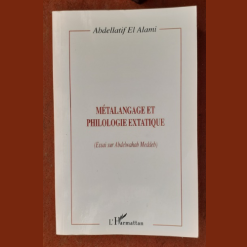 Abdellatif El Alami
MÉTALANGAGE ET
PHILOLOGIE EXTATIQUE
(Essai sur Abdelwahab Meddeb)
L'Harmattan